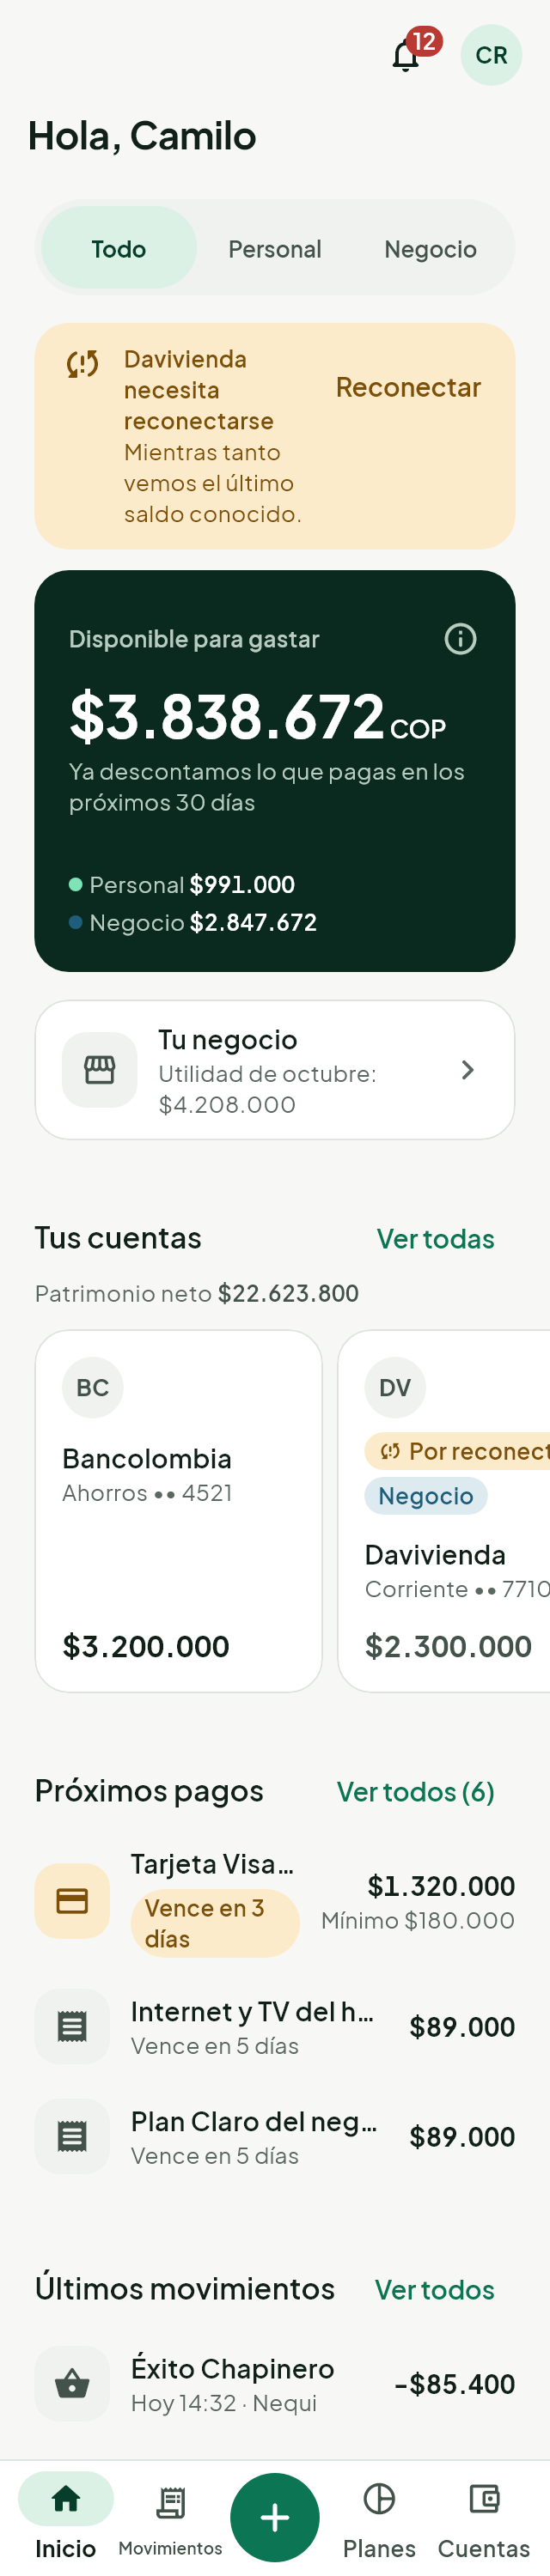 12
CR
Hola, Camilo
Todo
Personal
Negocio
Davivienda
necesita
reconectarse
Reconectar
Mientras tanto
vemos el último
saldo conocido.
Disponible para gastar
$3.838.672 COP
Ya descontamos lo que pagas en los
próximos 30 días
Personal $991.000
Negocio $2.847.672
Tu negocio
Utilidad de octubre:
$4.208.000
Tus cuentas
Ver todas
Patrimonio neto $22.623.800
BC
Bancolombia
Ahorros •• 4521
$3.200.000
DV
Por reconect
Negocio
Davivienda
Corriente •• 7710
$2.300.000
Próximos pagos
Ver todos (6)
Tarjeta Visa...
Vence en 3
días
$1.320.000
Mínimo $180.000
Internet y TV del h...
Vence en 5 días
$89.000
Plan Claro del neg...
Vence en 5 días
$89.000
Últimos movimientos
Ver todos
Éxito Chapinero
Hoy 14:32 · Nequi
-$85.400
Inicio
Movimientos
Planes
Cuentas